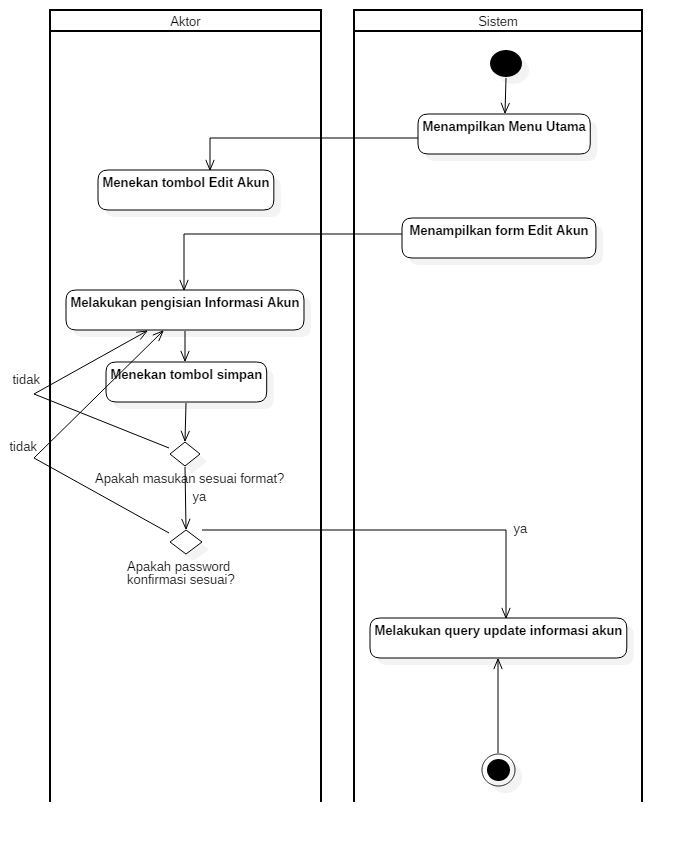 Aktor
Sistem
Menampilkan Menu Utama
Menekan tombol Edit Akun
Menampilkan form Edit Akun
Melakukan pengisian Informasi Akun
Menekan tombol simpan
tidak
tidak
Apakah masukan sesuai format?
ya
ya
Apakah password
konfirmasi sesuai?
Melakukan query update informasi akun